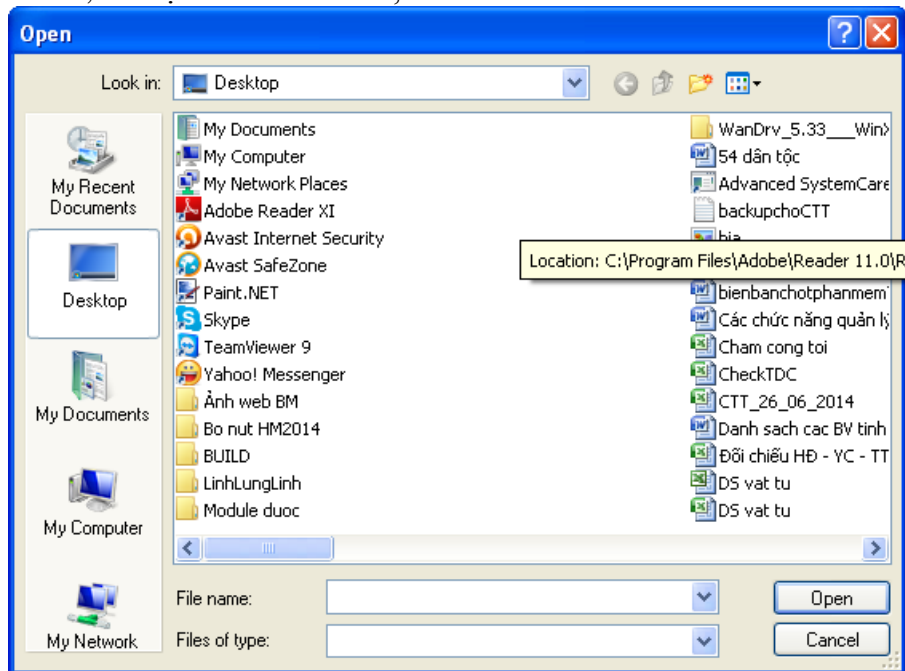 Open
Look in:
Desktop
My Recent
Documents
Desktop
My Documents
My Computer
My Network
My Documents
My Computer
My Network Places
Adobe Reader XI
Avast Internet Security
Avast SafeZone
Paint.NET
Skype
TeamViewer 9
Yahoo! Messenger
Ảnh web BM
Bo nut HM2014
BUILD
LinhLungLinh
Module duoc
WanDrv_5.33___Win
54 dân tộc
Advanced SystemCare
backupchoCTT
bia
Location: C:\Program Files\Adobe\Reader 11.0\R
bienbanchotphanmem
Các chức năng quản lý
Cham cong toi
CheckTDC
CTT_26_06_2014
Danh sach cac BV tinh
Đối chiếu HĐ - YC - TT
DS vat tu
DS vat tu
File name:
Open
Files of type:
Cancel